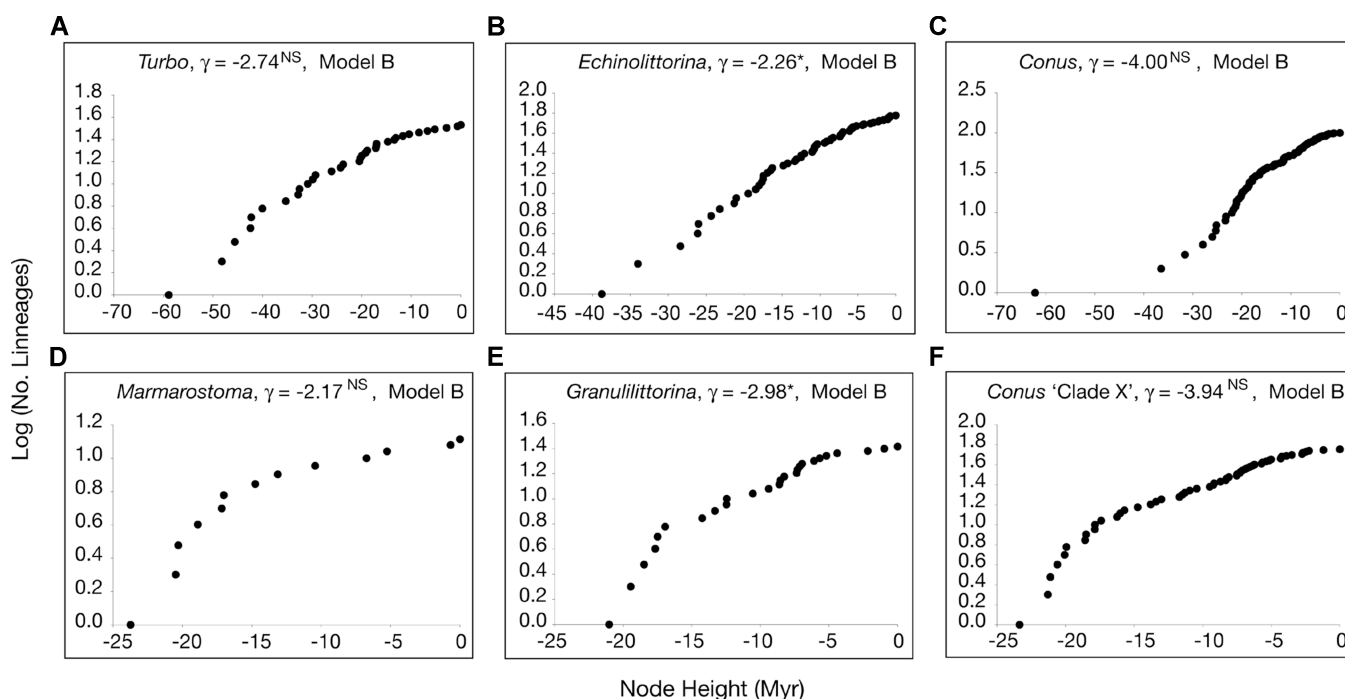 A
Turbo, γ = -2.74 NS, Model B
1.8
1.6
1.4
1.2
1.0
0.8
0.6
0.4
0.2
0.0
-70 -60 -50 -40 -30 -20 -10 0
B
Echinolittorina, γ = -2.26*, Model B
2.0
1.8
1.6
1.4
1.2
1.0
0.8
0.6
0.4
0.2
0.0
-45 -40 -35 -30 -25 -20 -15 -10 -5 0
C
Conus, γ = -4.00 NS, Model B
2.5
2.0
1.5
1.0
0.5
0.0
-70 -60 -50 -40 -30 -20 -10 0
Log (No. Linneages)
D
Marmarostoma, γ = -2.17 NS, Model B
1.2
1.0
0.8
0.6
0.4
0.2
0.0
-25 -20 -15 -10 -5 0
E
Granulilittorina, γ = -2.98*, Model B
1.6
1.4
1.2
1.0
0.8
0.6
0.4
0.2
0.0
-25 -20 -15 -10 -5 0
F
Conus ‘Clade X’, γ = -3.94 NS, Model B
2.0
1.8
1.6
1.4
1.2
1.0
0.8
0.6
0.4
0.2
0.0
-25 -20 -15 -10 -5 0
Node Height (Myr)